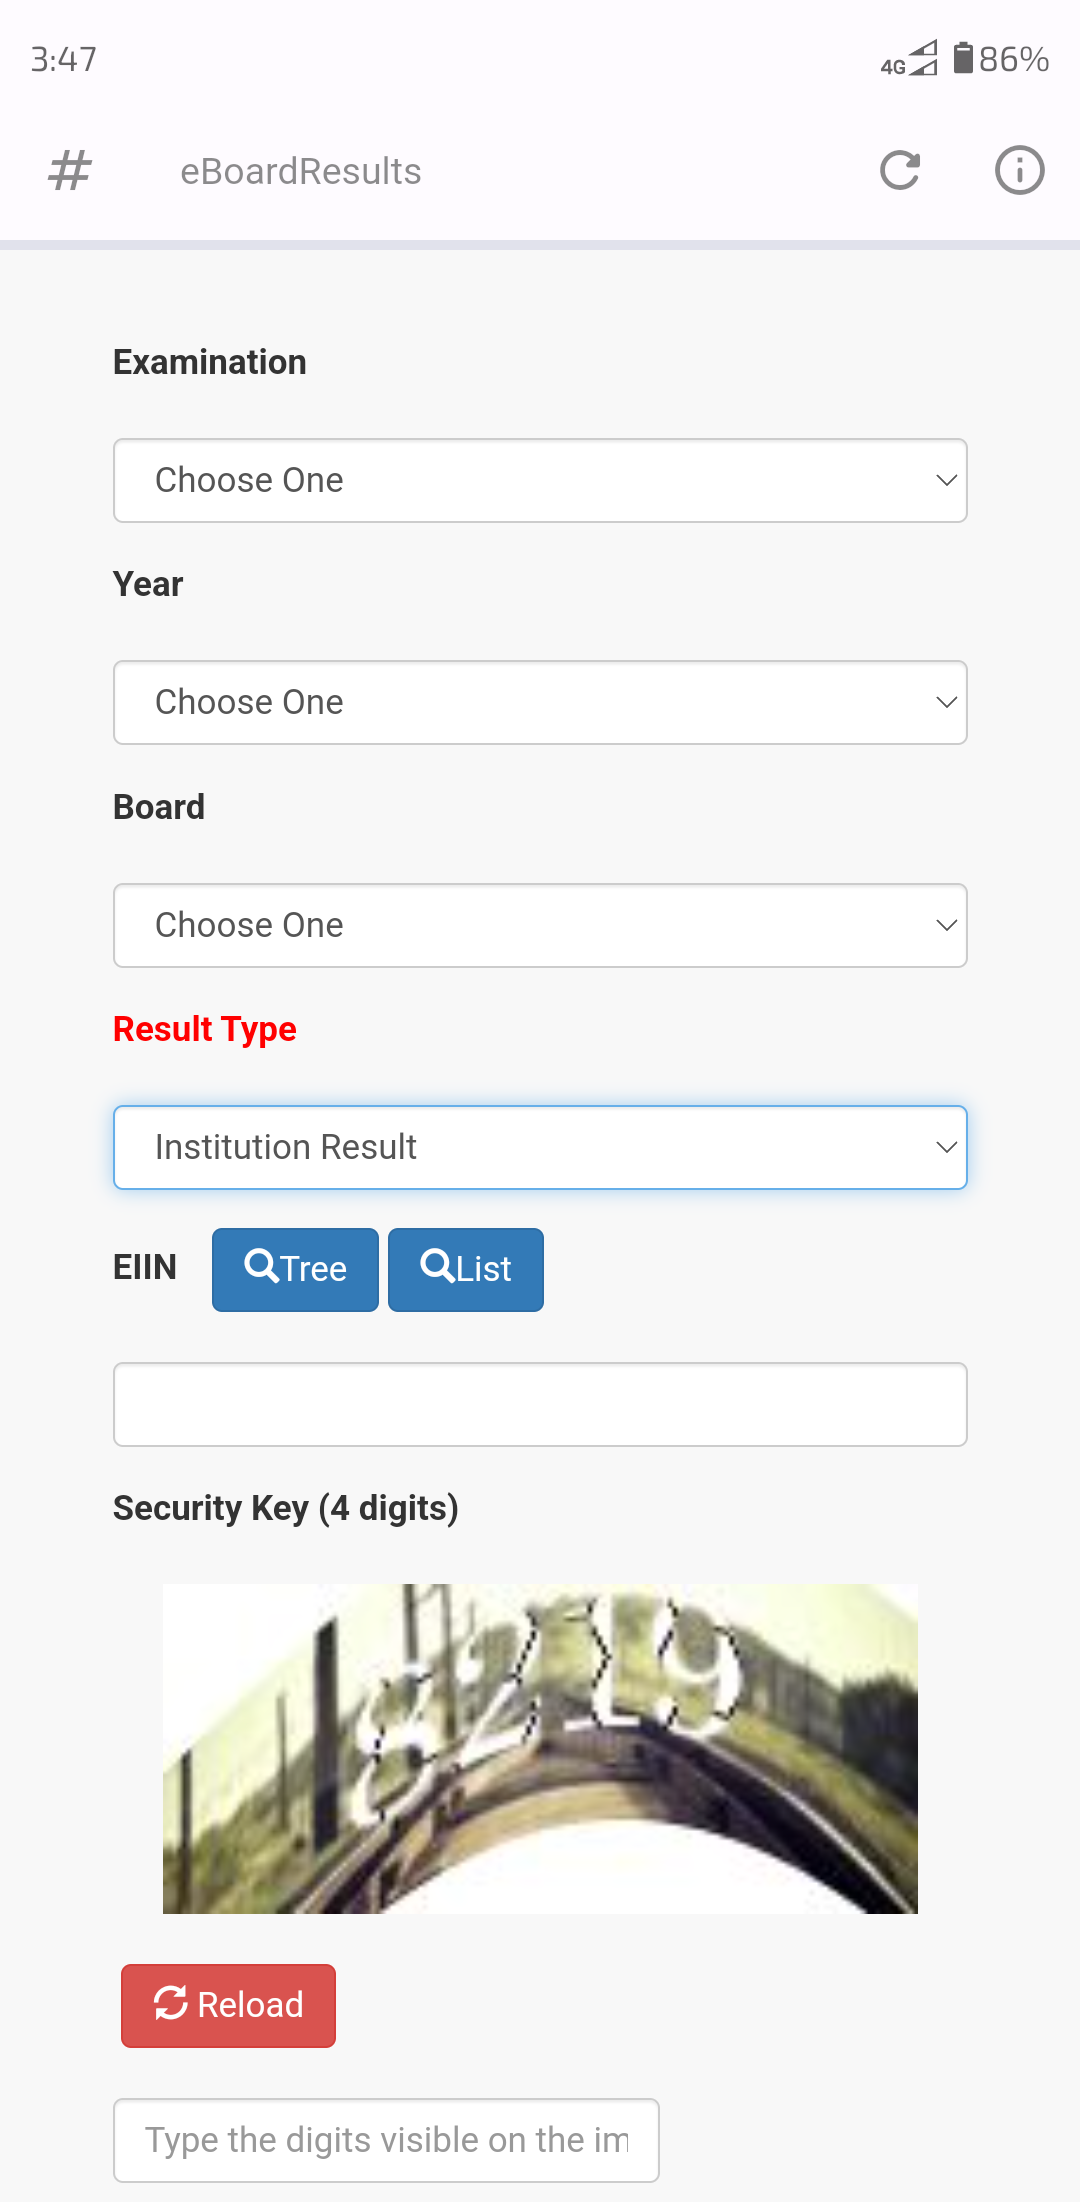 3:47
4G 86%
# eBoardResults
Examination
Choose One
Year
Choose One
Board
Choose One
Result Type
Institution Result
EIIN Tree List
Security Key (4 digits)
Reload
Type the digits visible on the im